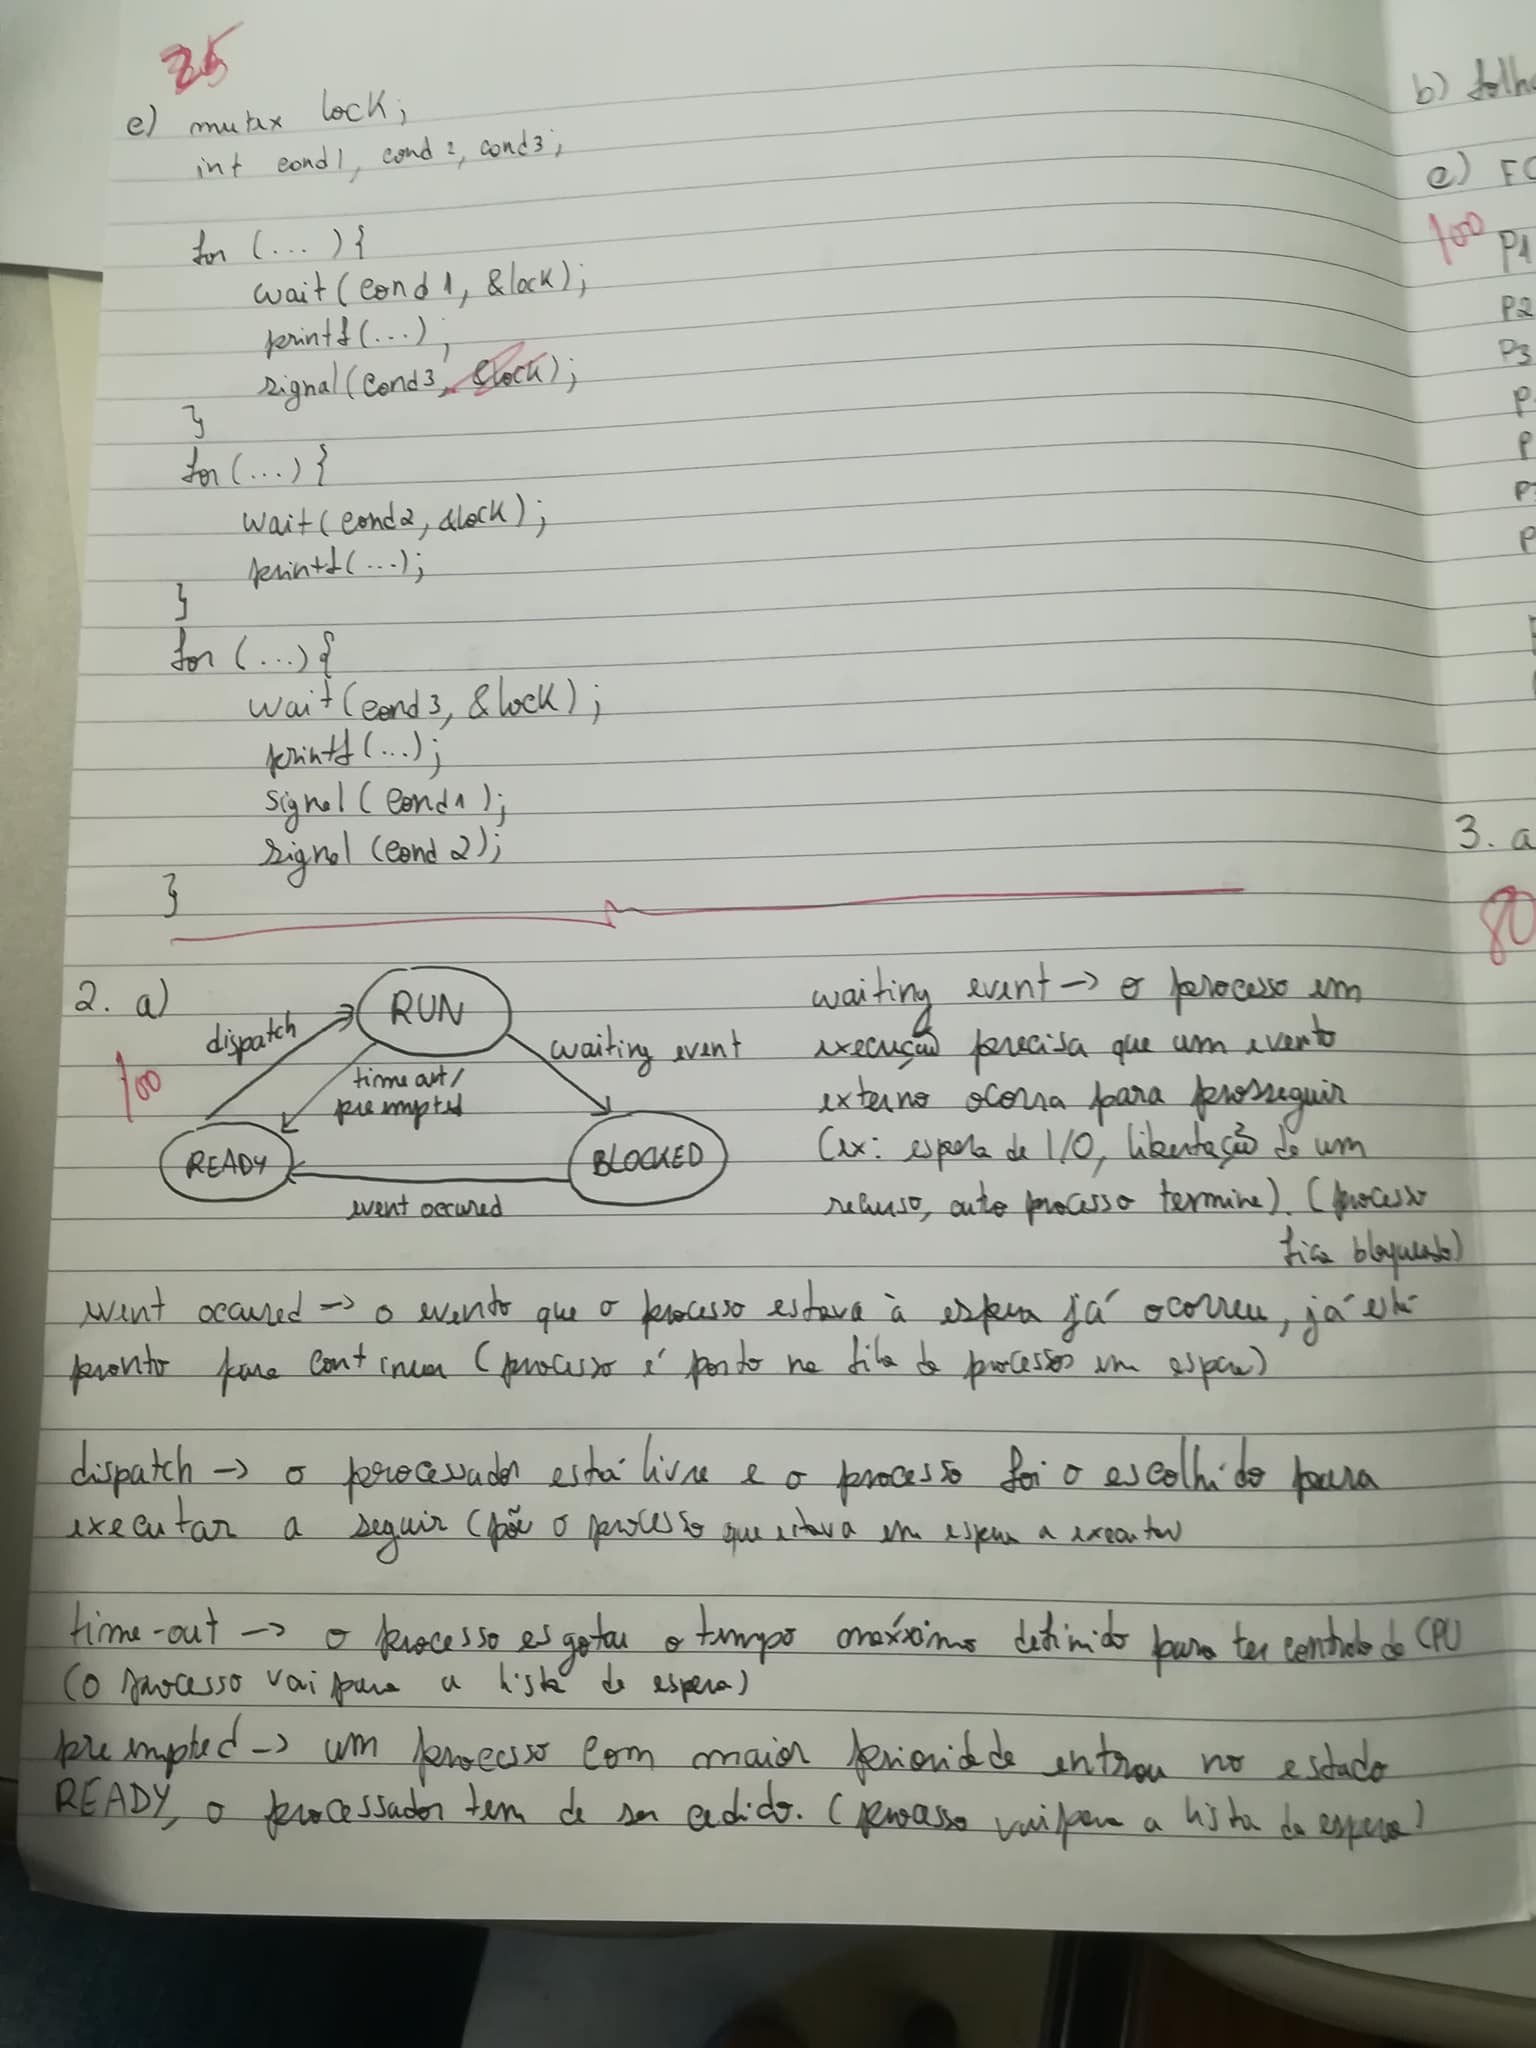 25
e) mutex lock;
int cond1, cond2, cond3;
for (...) {
wait(cond1, &lock);
printf(...);
signal(cond3, &lock);
}
for (...) {
wait(cond2, &lock);
printf(...);
}
for (...) {
wait(cond3, &lock);
printf(...);
signal(cond1);
signal(cond2);
}
2. a)
100
RUN
dispatch
time out/
preempted
waiting event
READY
BLOCKED
event occured
waiting event -> o processo em
execução precisa que um evento
externo ocorra para prosseguir
(ex: espera de I/O, libertação de um
recurso, outro processo termine). (processo
fica bloqueado)
event occured -> o evento que o processo estava à espera já ocorreu, já está
pronto para continuar (processo é posto na fila de processos em espera)
dispatch -> o processador está livre e o processo foi o escolhido para
executar a seguir (põe o processo que estava em espera a executar
time-out -> o processo esgotou o tempo máximo definido para ter controlo do CPU
(o processo vai para a lista de espera)
preempted -> um processo com maior prioridade entrou no estado
READY, o processador tem de ser cedido. (processo vai para a lista de espera)
b) folha
e) FC
100
P1
P2
P3
P
P
P
P
3. a
80